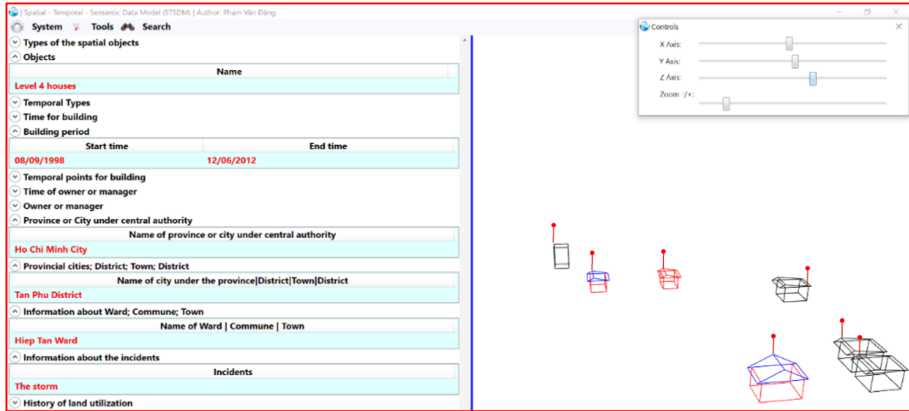 | Spatial - Temporal - Semantic Data Model (STSDM) | Author: Phạm Văn Đăng
System Tools Search
Types of the spatial objects
Objects
Name
Level 4 houses
Temporal Types
Time for building
Building period
Start time End time
08/09/1998 12/06/2012
Temporal points for building
Time of owner or manager
Owner or manager
Province or City under central authority
Name of province or city under central authority
Ho Chi Minh City
Provincial cities; District; Town; District
Name of city under the province|District|Town|District
Tan Phu District
Information about Ward; Commune; Town
Name of Ward | Commune | Town
Hiep Tan Ward
Information about the incidents
Incidents
The storm
History of land utilization
Controls
X Axis:
Y Axis:
Z Axis:
Zoom -/+: